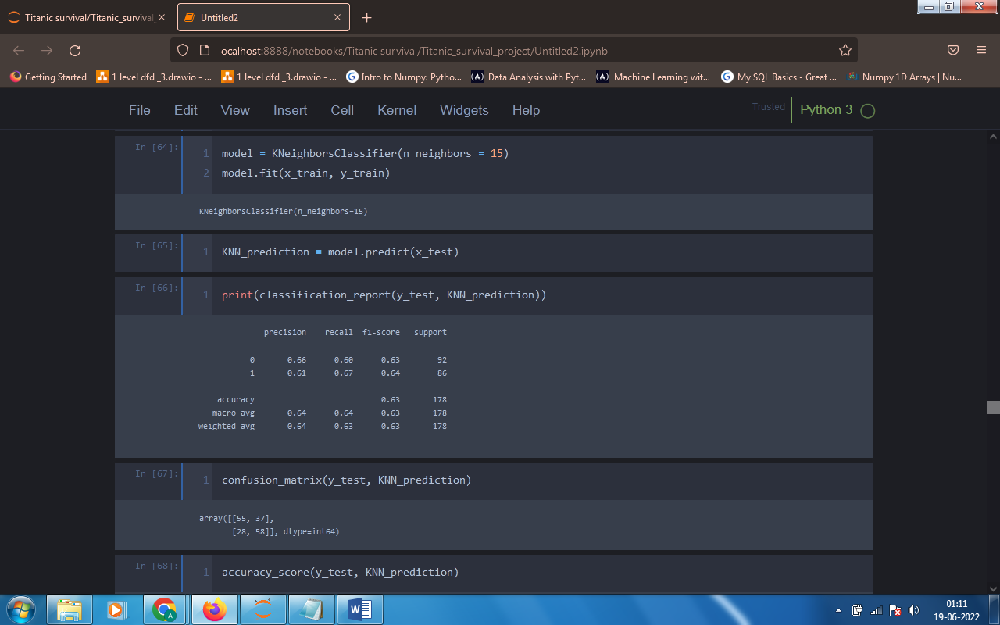 Titanic survival/Titanic_survival
Untitled2
localhost:8888/notebooks/Titanic survival/Titanic_survival_project/Untitled2.ipynb
Getting Started 1 level dfd _3.drawio - ... 1 level dfd _3.drawio - ... Intro to Numpy: Pytho... Data Analysis with Pyt... Machine Learning wit... My SQL Basics - Great ... Numpy 1D Arrays | Nu...
File Edit View Insert Cell Kernel Widgets Help Trusted Python 3
In [64]: 1 model = KNeighborsClassifier(n_neighbors = 15)
2 model.fit(x_train, y_train)
KNeighborsClassifier(n_neighbors=15)
In [65]: 1 KNN_prediction = model.predict(x_test)
In [66]: 1 print(classification_report(y_test, KNN_prediction))
precision recall f1-score support
0 0.66 0.60 0.63 92
1 0.61 0.67 0.64 86
accuracy 0.63 178
macro avg 0.64 0.64 0.63 178
weighted avg 0.64 0.63 0.63 178
In [67]: 1 confusion_matrix(y_test, KNN_prediction)
array([[55, 37],
[28, 58]], dtype=int64)
In [68]: 1 accuracy_score(y_test, KNN_prediction)
A
W
01:11
19-06-2022